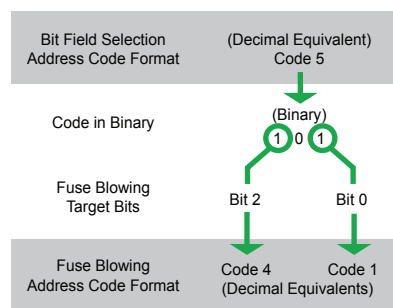 Bit Field Selection
Address Code Format
(Decimal Equivalent)
Code 5
Code in Binary
(Binary)
1 0 1
Fuse Blowing
Target Bits
Bit 2
Bit 0
Fuse Blowing
Address Code Format
Code 4
Code 1
(Decimal Equivalents)